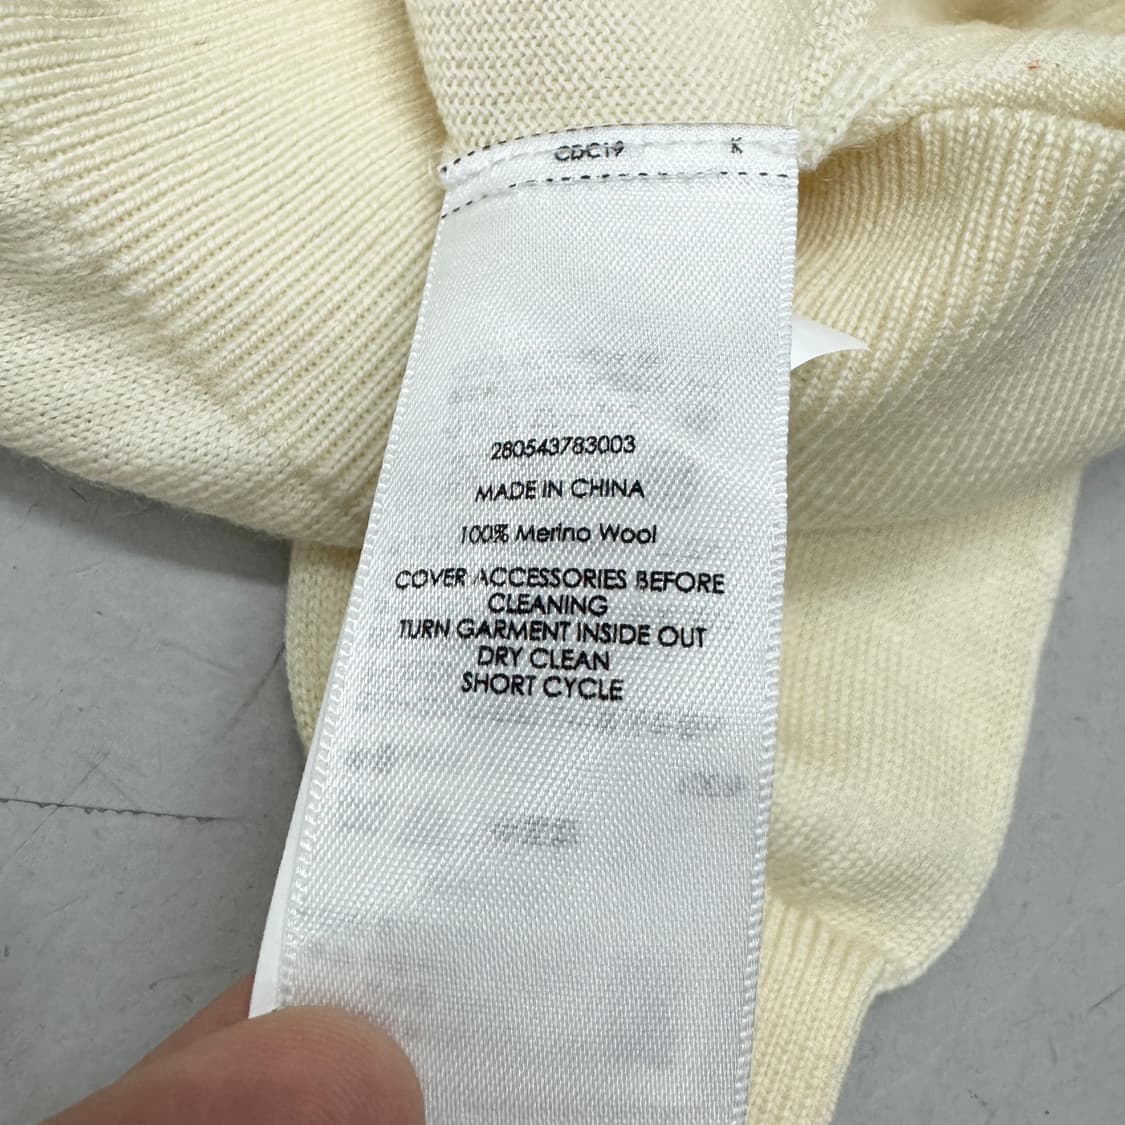 CDC19 K
280543783003
MADE IN CHINA
100% Merino Wool
COVER ACCESSORIES BEFORE
CLEANING
TURN GARMENT INSIDE OUT
DRY CLEAN
SHORT CYCLE